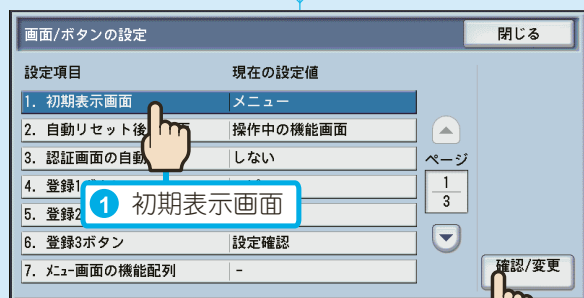 画面/ボタンの設定 閉じる
設定項目 現在の設定値
1. 初期表示画面 メニュー
2. 自動リセット後 画面 操作中の機能画面
3. 認証画面の自動 しない
4. 登録1
5. 登録2
6. 登録3ボタン 設定確認
7. メニュー画面の機能配列 -
ページ
1
3
確認/変更
1 初期表示画面